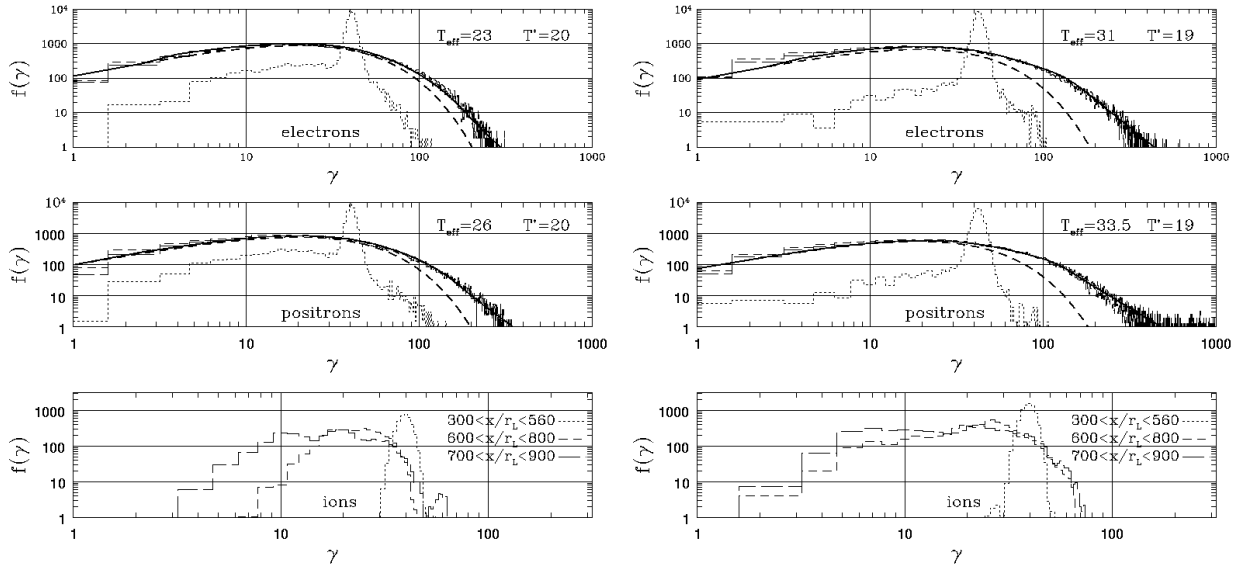 10⁴
1000
100
10
1
f(γ)
T_eff=23 T'=20
electrons
1 10 100 1000
γ
10⁴
1000
100
10
1
f(γ)
T_eff=31 T'=19
electrons
1 10 100 1000
γ
10⁴
1000
100
10
1
f(γ)
T_eff=26 T'=20
positrons
1 10 100 1000
γ
10⁴
1000
100
10
1
f(γ)
T_eff=33.5 T'=19
positrons
1 10 100 1000
γ
1000
100
10
1
f(γ)
300<x/r_L<560
600<x/r_L<800
700<x/r_L<900
ions
1 10 100
γ
1000
100
10
1
f(γ)
300<x/r_L<560
600<x/r_L<800
700<x/r_L<900
ions
1 10 100
γ